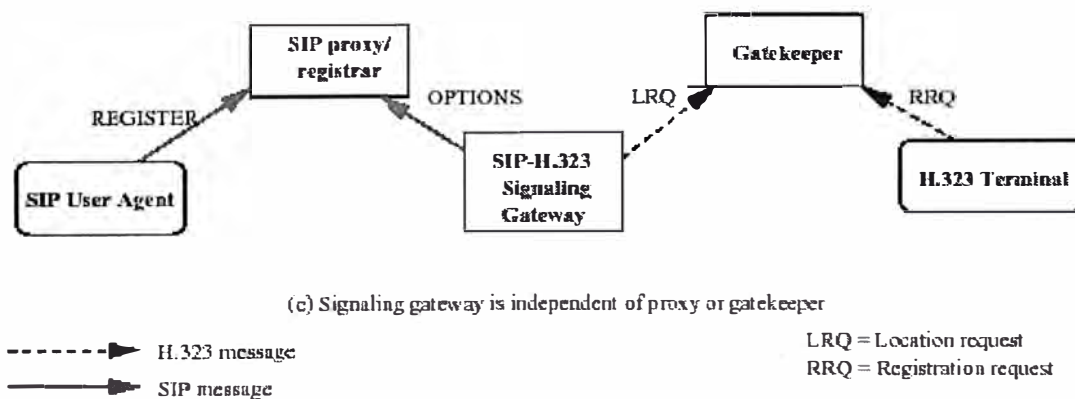 SIP proxy/
registrar
Gatekeeper
REGISTER
OPTIONS
LRQ
RRQ
SIP User Agent
SIP-H.323
Signaling
Gateway
H.323 Terminal
(c) Signaling gateway is independent of proxy or gatekeeper
H.323 message
SIP message
LRQ = Location request
RRQ = Registration request